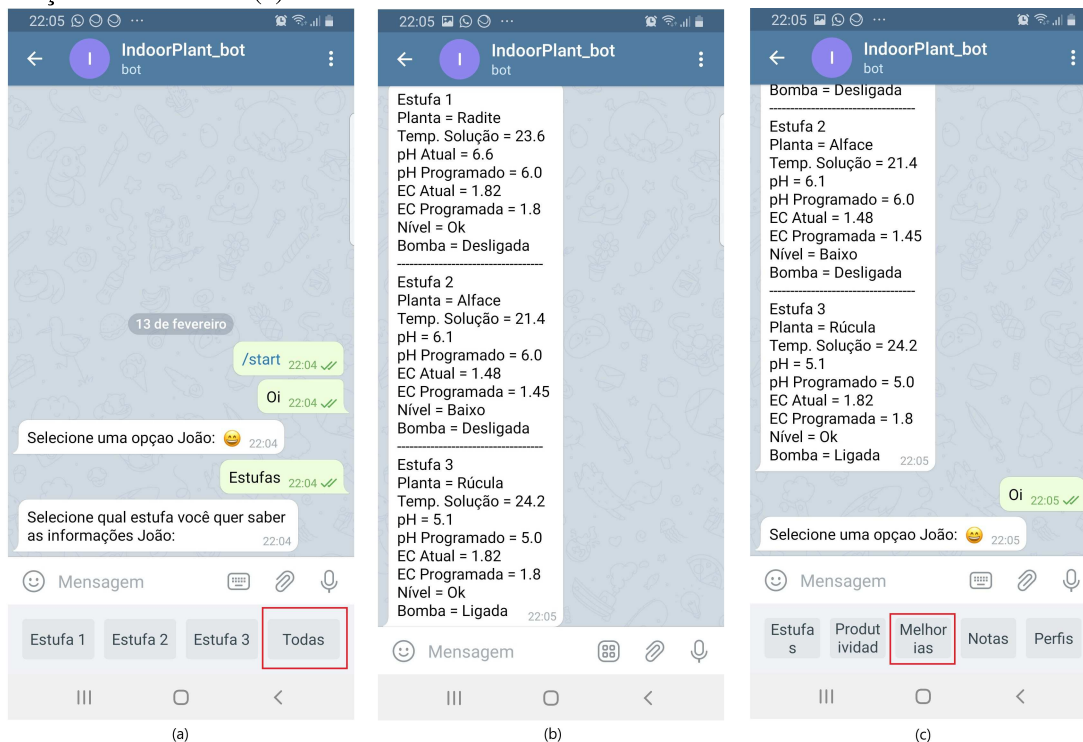 22:05
IndoorPlant_bot
bot
I
13 de fevereiro
/start 22:04
Oi 22:04
Selecione uma opçao João: 😄 22:04
Estufas 22:04
Selecione qual estufa você quer saber
as informações João: 22:04
Mensagem
Estufa 1 Estufa 2 Estufa 3 Todas
(a)
22:05
IndoorPlant_bot
bot
I
Estufa 1
Planta = Radite
Temp. Solução = 23.6
pH Atual = 6.6
pH Programado = 6.0
EC Atual = 1.82
EC Programada = 1.8
Nível = Ok
Bomba = Desligada
-----------------------------------
Estufa 2
Planta = Alface
Temp. Solução = 21.4
pH = 6.1
pH Programado = 6.0
EC Atual = 1.48
EC Programada = 1.45
Nível = Baixo
Bomba = Desligada
-----------------------------------
Estufa 3
Planta = Rúcula
Temp. Solução = 24.2
pH = 5.1
pH Programado = 5.0
EC Atual = 1.82
EC Programada = 1.8
Nível = Ok
Bomba = Ligada 22:05
Mensagem
(b)
22:05
IndoorPlant_bot
bot
I
Bomba = Desligada
-----------------------------------
Estufa 2
Planta = Alface
Temp. Solução = 21.4
pH = 6.1
pH Programado = 6.0
EC Atual = 1.48
EC Programada = 1.45
Nível = Baixo
Bomba = Desligada
-----------------------------------
Estufa 3
Planta = Rúcula
Temp. Solução = 24.2
pH = 5.1
pH Programado = 5.0
EC Atual = 1.82
EC Programada = 1.8
Nível = Ok
Bomba = Ligada 22:05
Oi 22:05
Selecione uma opçao João: 😄 22:05
Mensagem
Estufa Produt Melhor Notas Perfis
s ividad ias
(c)